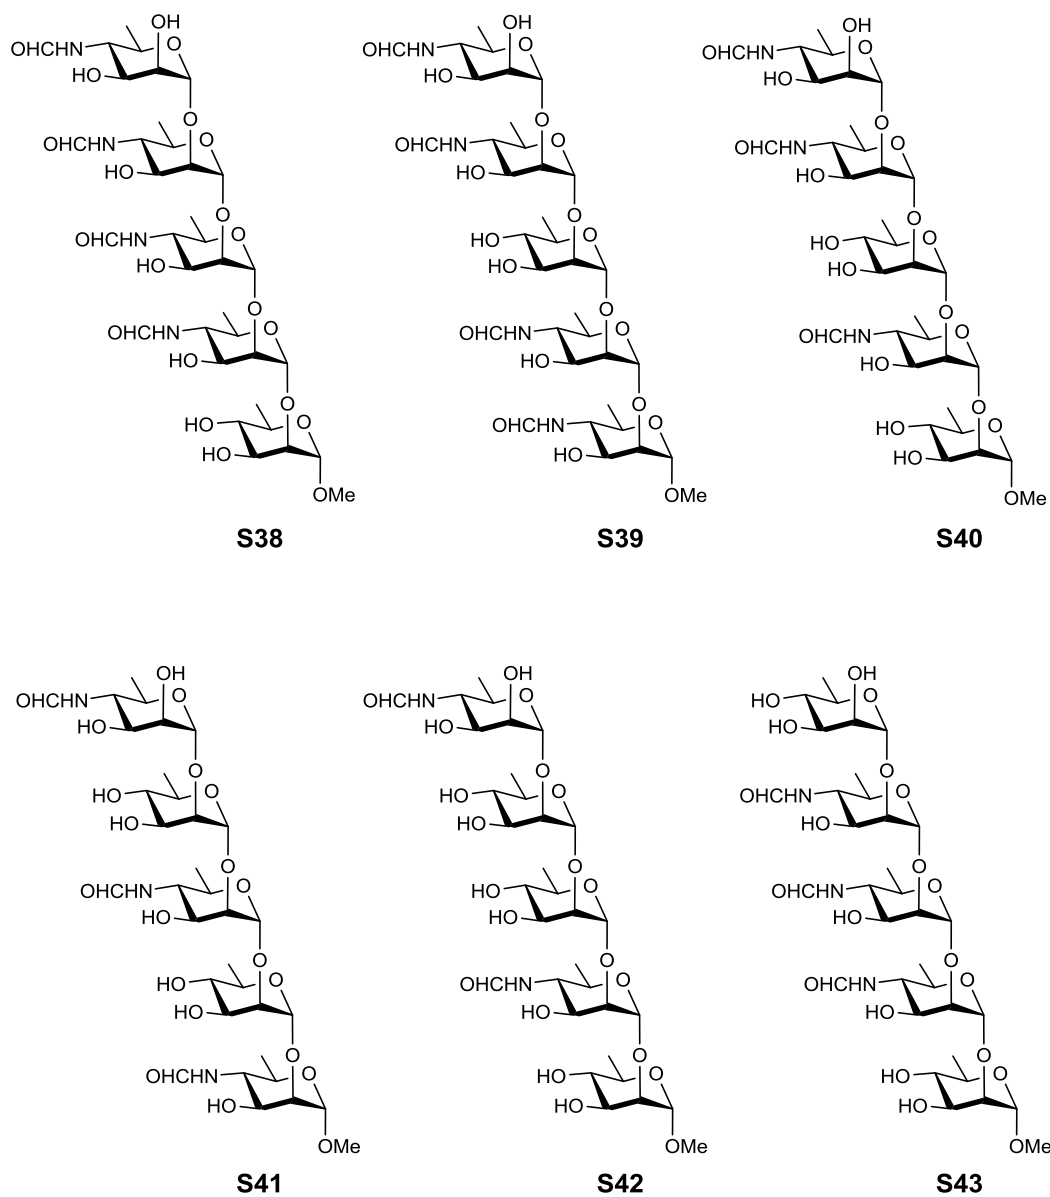 OH OH OH
OHCHN O OHCHN O OHCHN O
HO HO HO
O O O
OHCHN O OHCHN O OHCHN O
HO HO HO
O O O
OHCHN O HO O HO O
HO HO HO
O O O
OHCHN O OHCHN O OHCHN O
HO HO HO
O O O
HO O OHCHN O HO O
HO HO HO
OMe OMe OMe
S38 S39 S40
OH OH OH
OHCHN O OHCHN O HO O
HO HO HO
O O O
HO O HO O OHCHN O
HO HO HO
O O O
OHCHN O HO O OHCHN O
HO HO HO
O O O
HO O OHCHN O OHCHN O
HO HO HO
O O O
OHCHN O HO O HO O
HO HO HO
OMe OMe OMe
S41 S42 S43